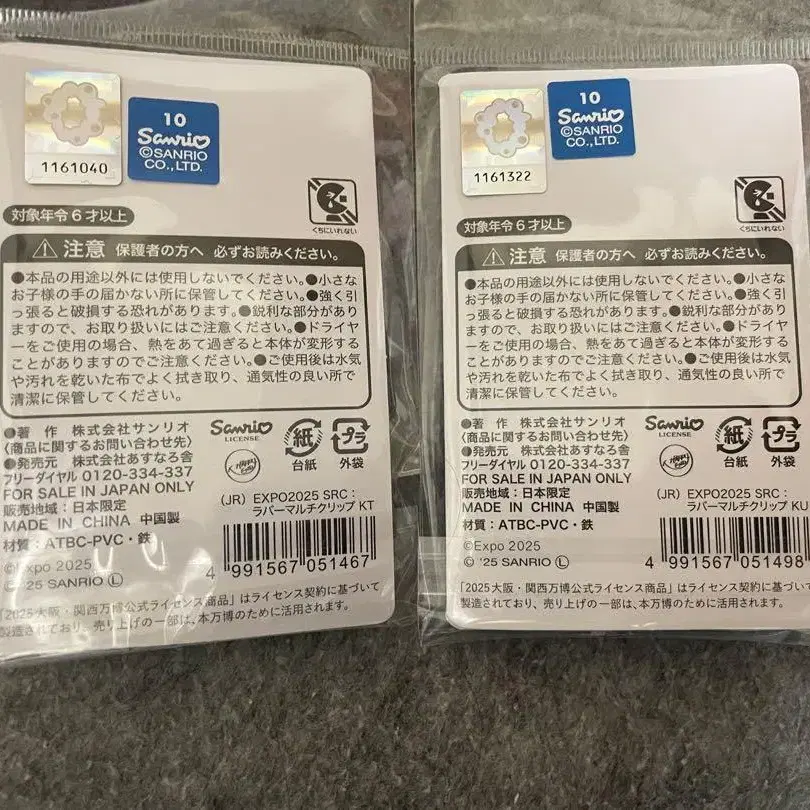 1161040
10
Sanrio
©SANRIO
CO.,LTD.
くちにいれない
対象年令6才以上
注意 保護者の方へ 必ずお読みください。
●本品の用途以外には使用しないでください。●小さな
お子様の手の届かない所に保管してください。●強く引
っ張ると破損する恐れがあります。●鋭利な部分があり
ますので、お取り扱いにはご注意ください。●ドライヤ
ーをご使用の場合、熱をあて過ぎると本体が変形する
ことがありますのでご注意ください。●ご使用後は水気
や汚れを乾いた布でよく拭き取り、通気性の良い所で
清潔に保管してください。
●著 作 株式会社サンリオ
〈商品に関するお問い合わせ先〉
●発売元 株式会社あすなろ舎
フリーダイヤル 0120-334-337
FOR SALE IN JAPAN ONLY
販売地域:日本限定
MADE IN CHINA 中国製
材質:ATBC-PVC・鉄
©Expo 2025
© '25 SANRIO Ⓛ
Sanrio
LICENSE
紙
台紙
プラ
外袋
(JR) EXPO2025 SRC:
ラバーマルチクリップ KT
4 991567 051467
「2025大阪・関西万博公式ライセンス商品」はライセンス契約に基づいて
製造されており、売り上げの一部は、本万博のために活用されます。
1161322
10
Sanrio
©SANRIO
CO.,LTD.
くちにいれない
対象年令6才以上
注意 保護者の方へ 必ずお読みください。
●本品の用途以外には使用しないでください。●小さな
お子様の手の届かない所に保管してください。●強く引
っ張ると破損する恐れがあります。●鋭利な部分があり
ますので、お取り扱いにはご注意ください。●ドライヤ
ーをご使用の場合、熱をあて過ぎると本体が変形する
ことがありますのでご注意ください。●ご使用後は水気
や汚れを乾いた布でよく拭き取り、通気性の良い所で
清潔に保管してください。
●著 作 株式会社サンリオ
〈商品に関するお問い合わせ先〉
●発売元 株式会社あすなろ舎
フリーダイヤル 0120-334-337
FOR SALE IN JAPAN ONLY
販売地域:日本限定
MADE IN CHINA 中国製
材質:ATBC-PVC・鉄
©Expo 2025
© '25 SANRIO Ⓛ
Sanrio
LICENSE
紙
台紙
プラ
外袋
(JR) EXPO2025 SRC:
ラバーマルチクリップ KU
4 991567 051498
「2025大阪・関西万博公式ライセンス商品」はライセンス契約に基づいて
製造されており、売り上げの一部は、本万博のために活用されます。